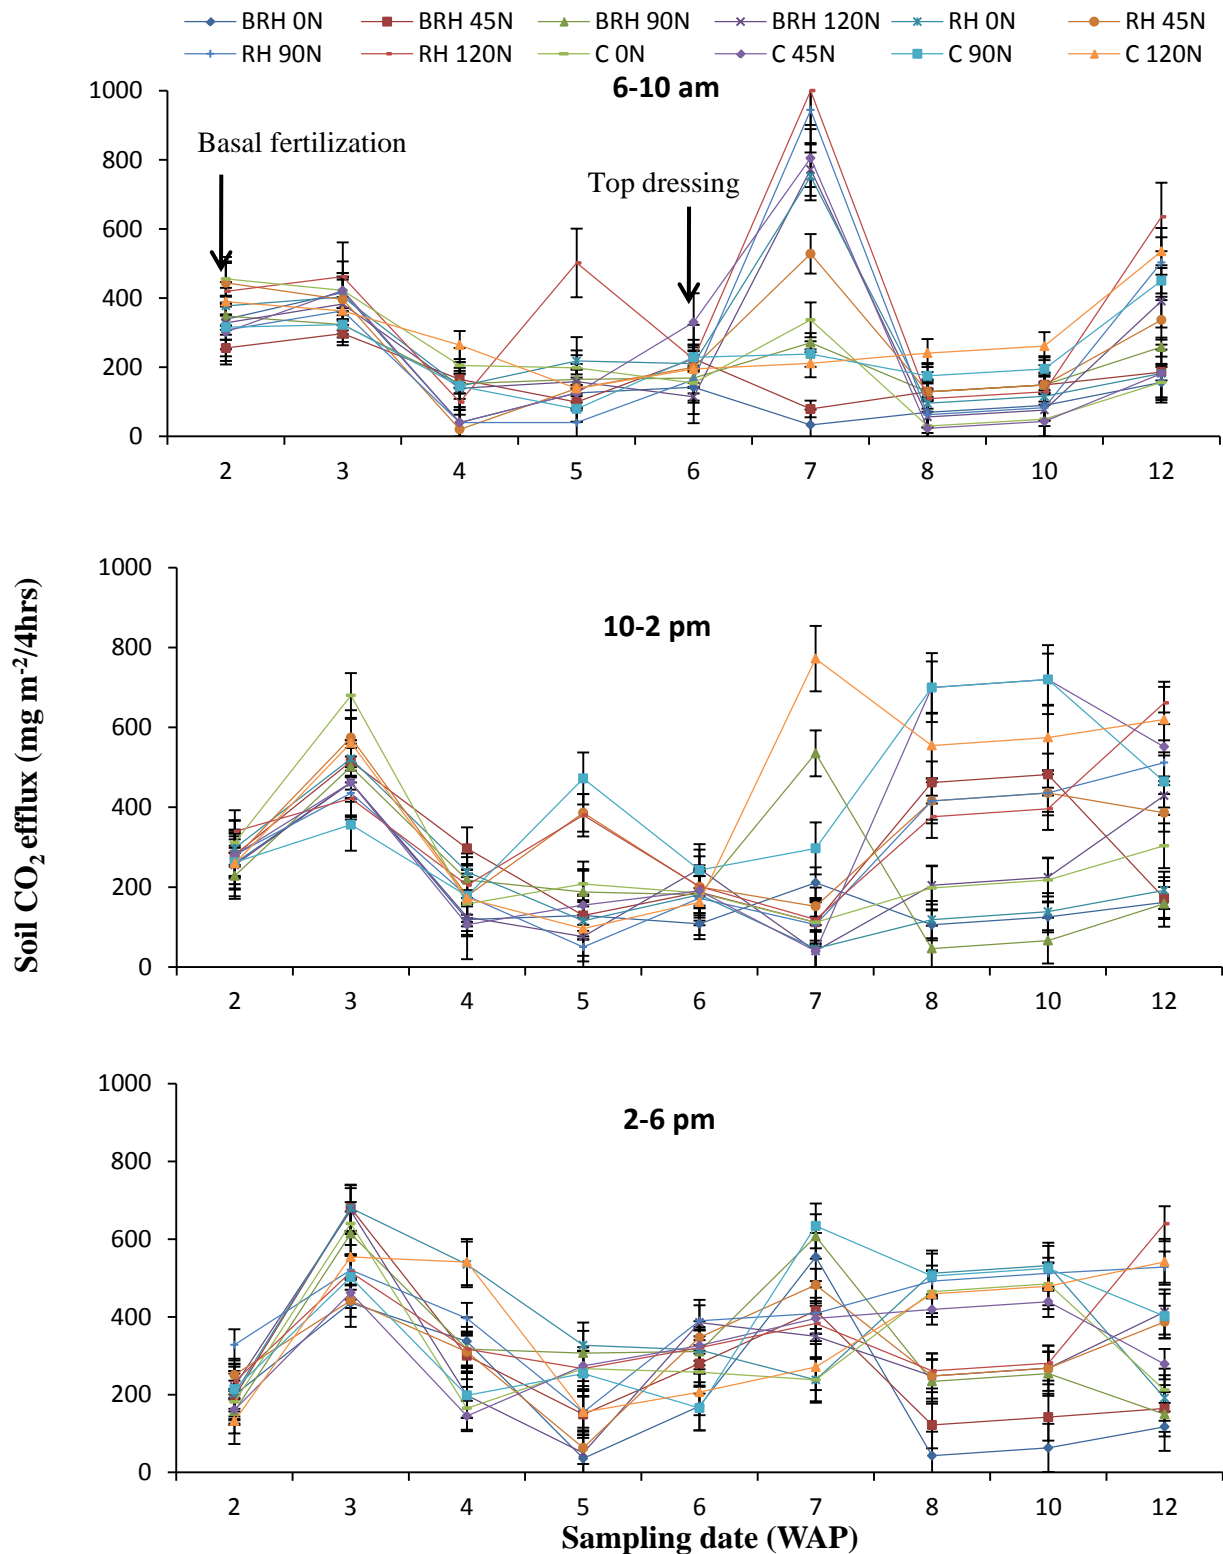 BRH 0N BRH 45N BRH 90N BRH 120N RH 0N RH 45N
RH 90N RH 120N C 0N C 45N C 90N C 120N
6-10 am
1000
800
600
400
200
0
Basal fertilization
Top dressing
2 3 4 5 6 7 8 10 12
Soil CO₂ efflux (mg m⁻²/4hrs)
10-2 pm
1000
800
600
400
200
0
2 3 4 5 6 7 8 10 12
2-6 pm
1000
800
600
400
200
0
2 3 4 5 6 7 8 10 12
Sampling date (WAP)